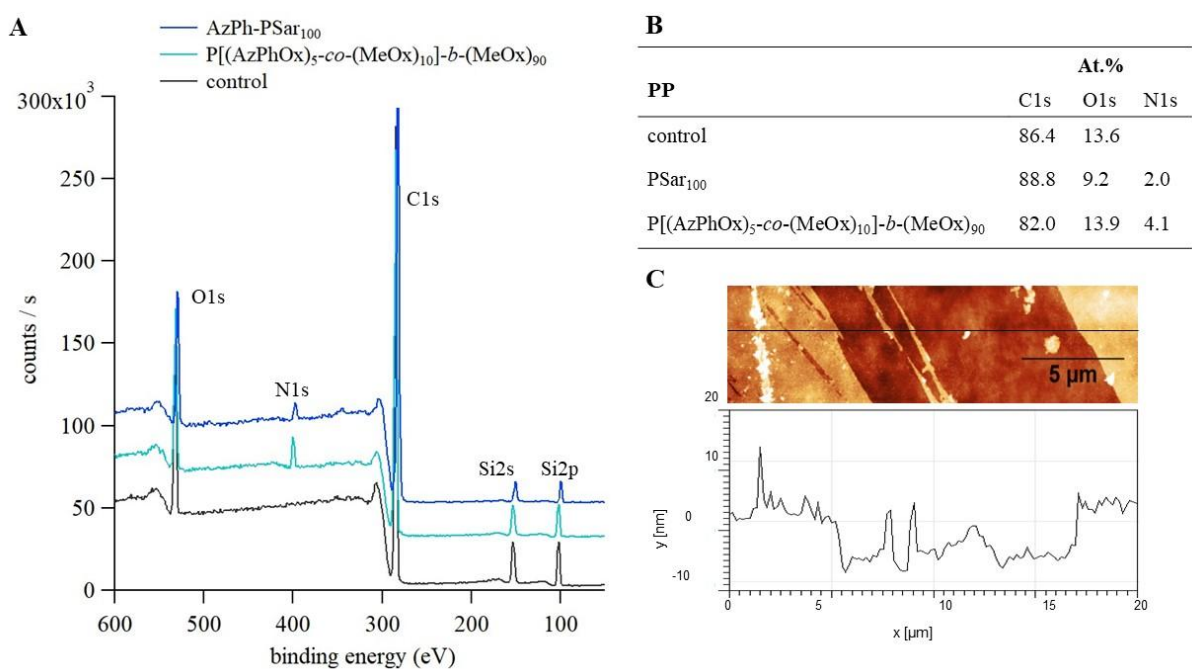 A
AzPh-PSar₁₀₀
P[(AzPhOx)₅-co-(MeOx)₁₀]-b-(MeOx)₉₀
control
300x10³
250
200
150
100
50
0
counts / s
O1s
N1s
C1s
Si2s
Si2p
600 500 400 300 200 100
binding energy (eV)
B
At.%
PP C1s O1s N1s
control 86.4 13.6
PSar₁₀₀ 88.8 9.2 2.0
P[(AzPhOx)₅-co-(MeOx)₁₀]-b-(MeOx)₉₀ 82.0 13.9 4.1
C
5 µm
20
10
0
-10
y [nm]
0 5 10 15 20
x [µm]